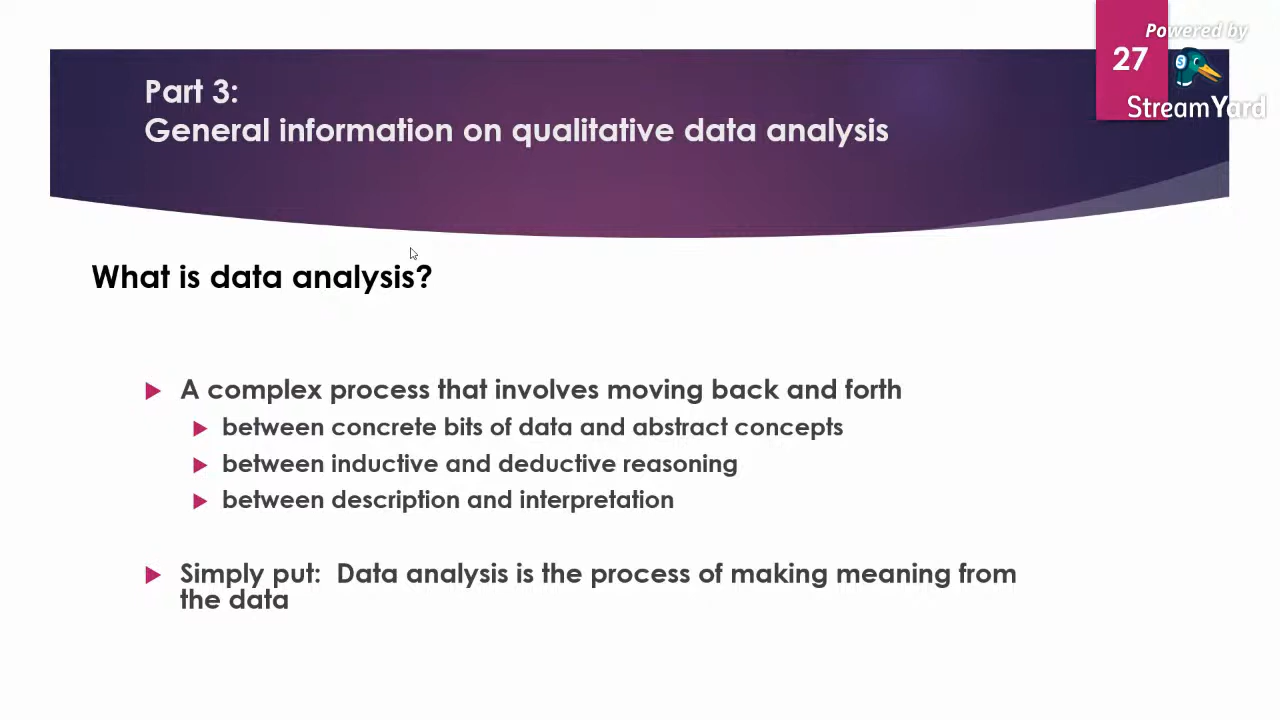 Powered by
27
StreamYard
Part 3:
General information on qualitative data analysis
What is data analysis?
A complex process that involves moving back and forth
between concrete bits of data and abstract concepts
between inductive and deductive reasoning
between description and interpretation
Simply put:  Data analysis is the process of making meaning from
the data